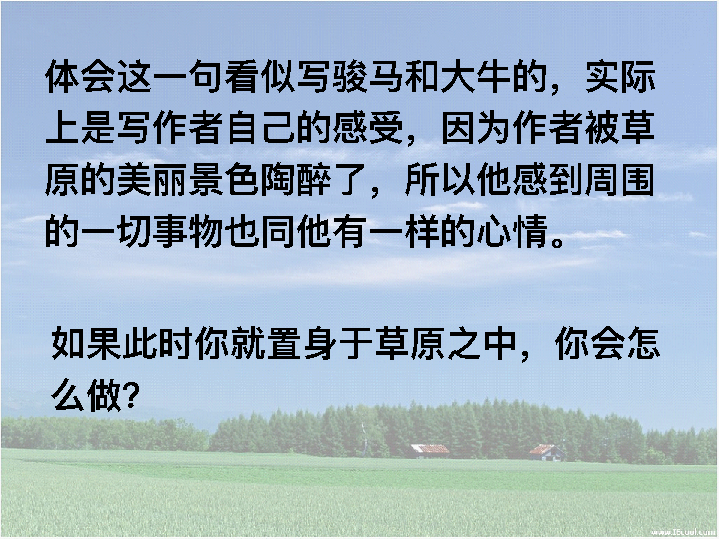 体会这一句看似写骏马和大牛的，实际
上是写作者自己的感受，因为作者被草
原的美丽景色陶醉了，所以他感到周围
的一切事物也同他有一样的心情。
如果此时你就置身于草原之中，你会怎
么做？